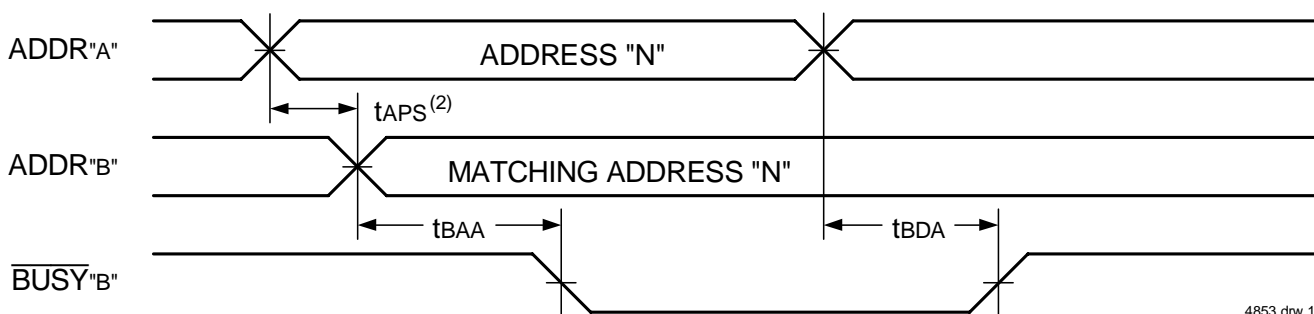 ADDR"A"
ADDRESS "N"
tAPS(2)
ADDR"B"
MATCHING ADDRESS "N"
tBAA
tBDA
BUSY"B"
4853 drw 1